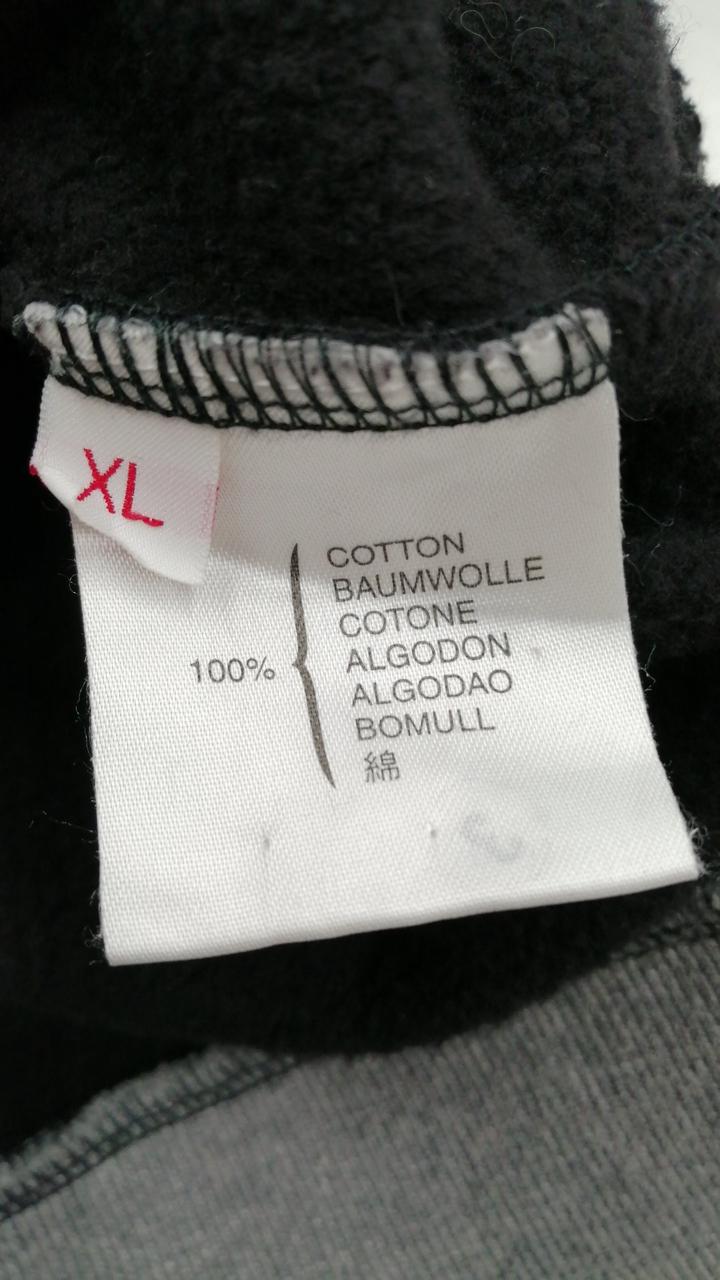 XL
100%
COTTON
BAUMWOLLE
COTONE
ALGODON
ALGODAO
BOMULL
綿